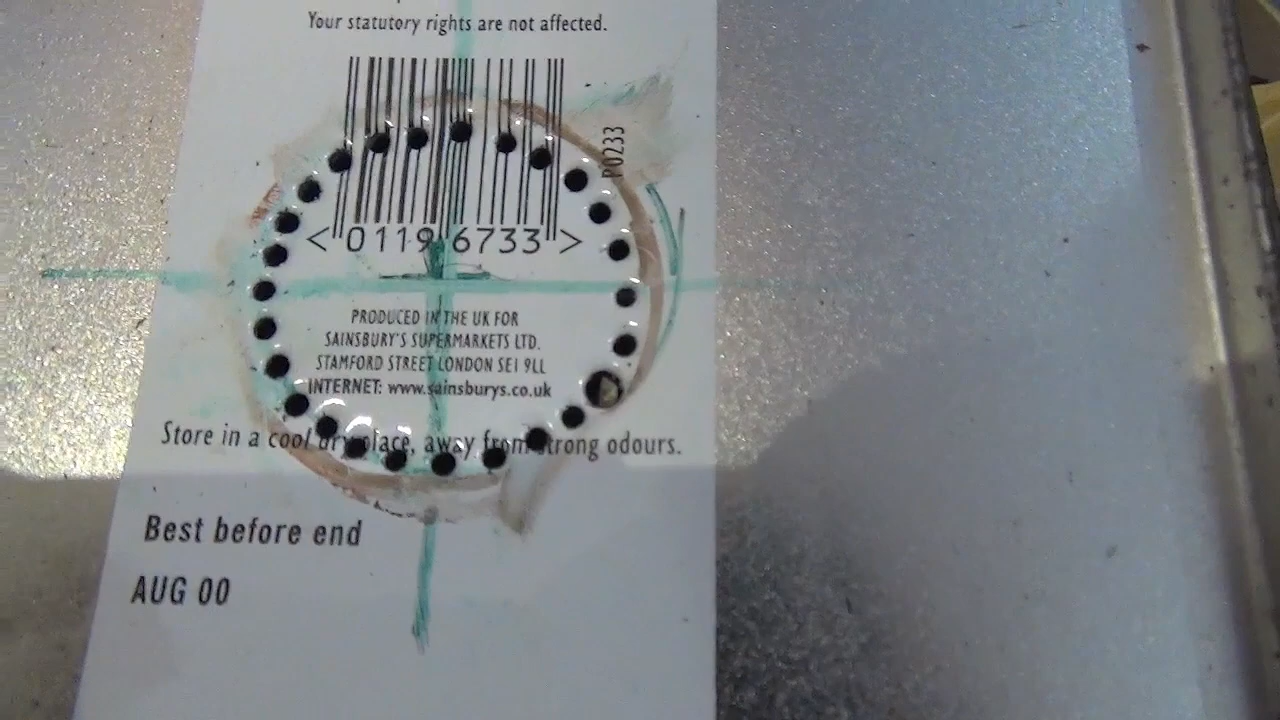 Your statutory rights are not affected.
P0233
< 0119 6733 >
PRODUCED IN THE UK FOR
SAINSBURY'S SUPERMARKETS LTD.
STAMFORD STREET LONDON SE1 9LL
INTERNET: www.sainsburys.co.uk
Store in a cool dry place, away from strong odours.
Best before end
AUG 00